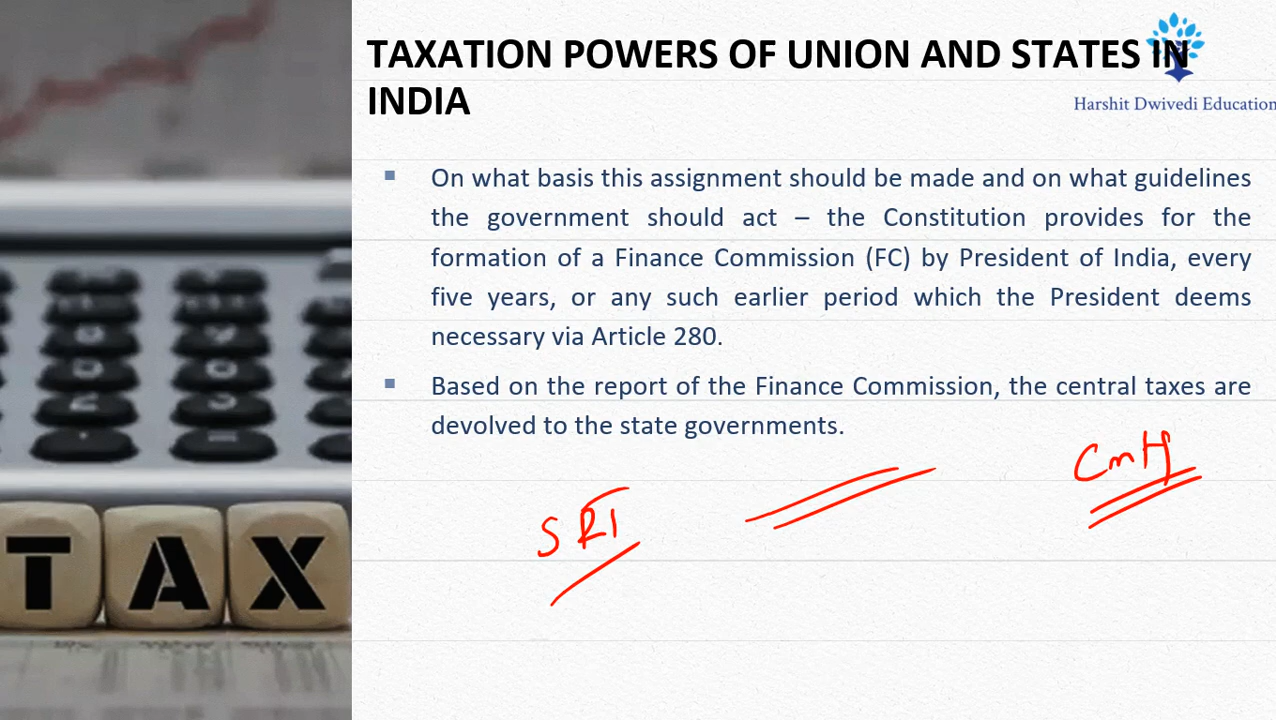 TAXATION POWERS OF UNION AND STATES IN
INDIA
Harshit Dwivedi Education
▪ On what basis this assignment should be made and on what guidelines
the government should act – the Constitution provides for the
formation of a Finance Commission (FC) by President of India, every
five years, or any such earlier period which the President deems
necessary via Article 280.
▪ Based on the report of the Finance Commission, the central taxes are
devolved to the state governments.
TAX